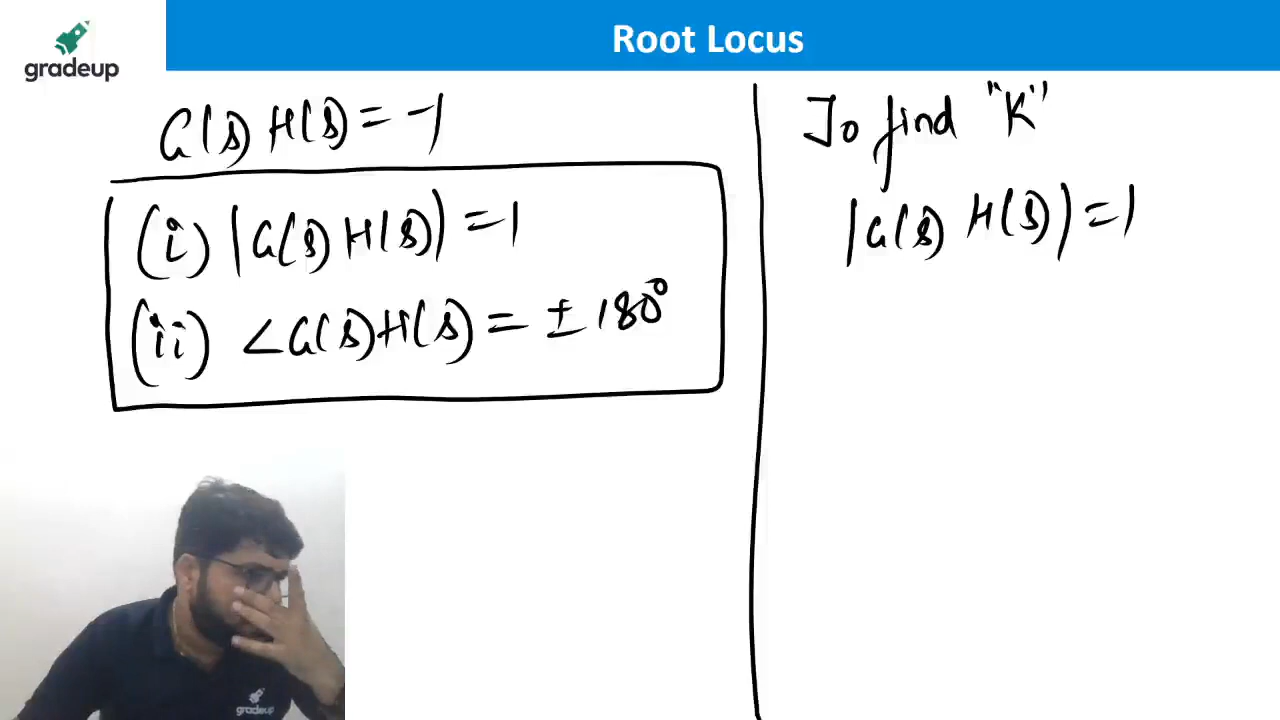 Root Locus
gradeup
G(s) H(s) = -1
(i) |G(s) H(s)| = 1
(ii) ∠G(s)H(s) = ± 180°
To find "K"
|G(s) H(s)| = 1
gradeup